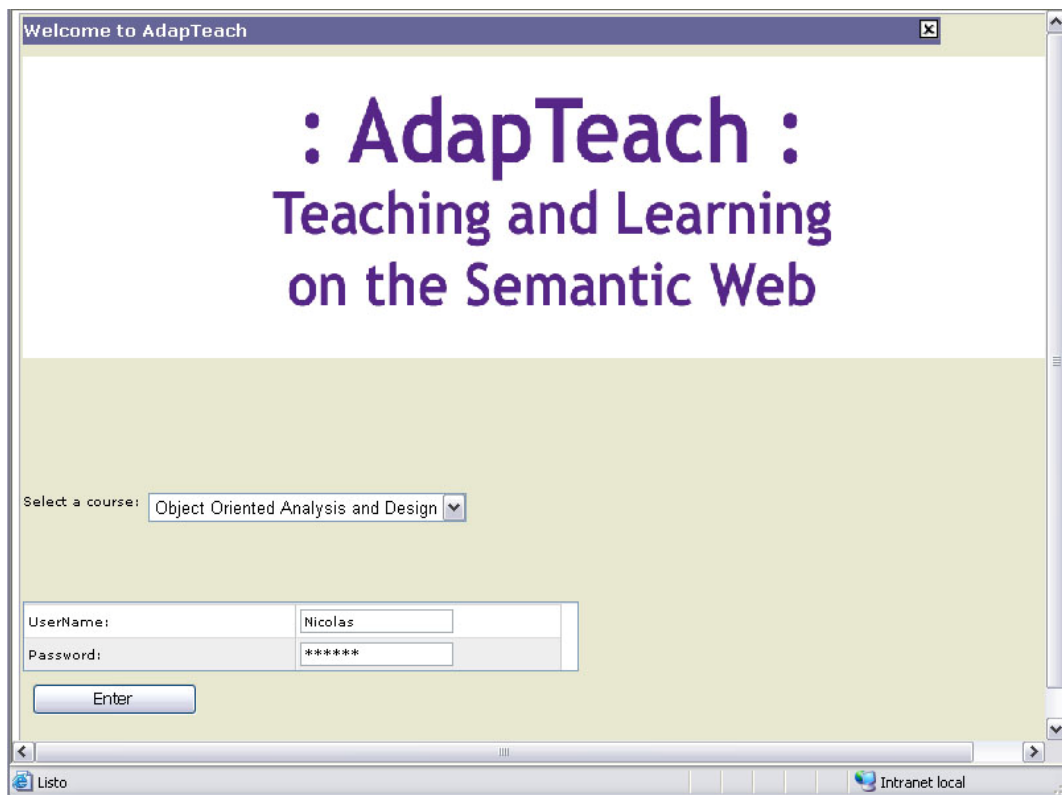 Welcome to AdapTeach
: AdapTeach :
Teaching and Learning
on the Semantic Web
Select a course: Object Oriented Analysis and Design
UserName: Nicolas
Password: ******
Enter
Listo Intranet local